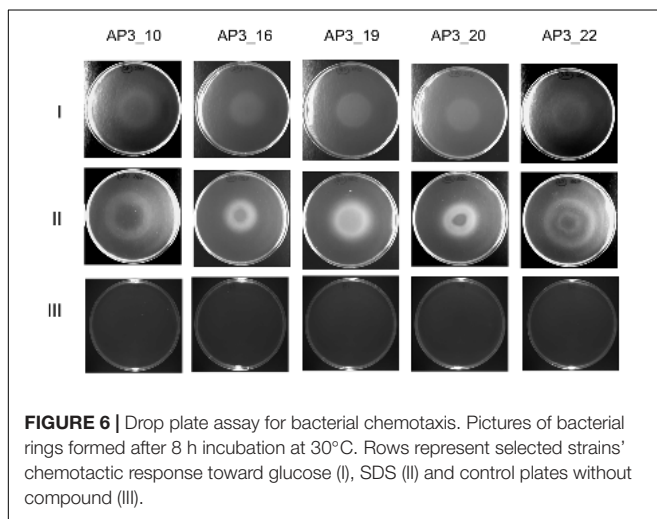 AP3_10 AP3_16 AP3_19 AP3_20 AP3_22
I
II
III
FIGURE 6 | Drop plate assay for bacterial chemotaxis. Pictures of bacterial
rings formed after 8 h incubation at 30°C. Rows represent selected strains'
chemotactic response toward glucose (I), SDS (II) and control plates without
compound (III).